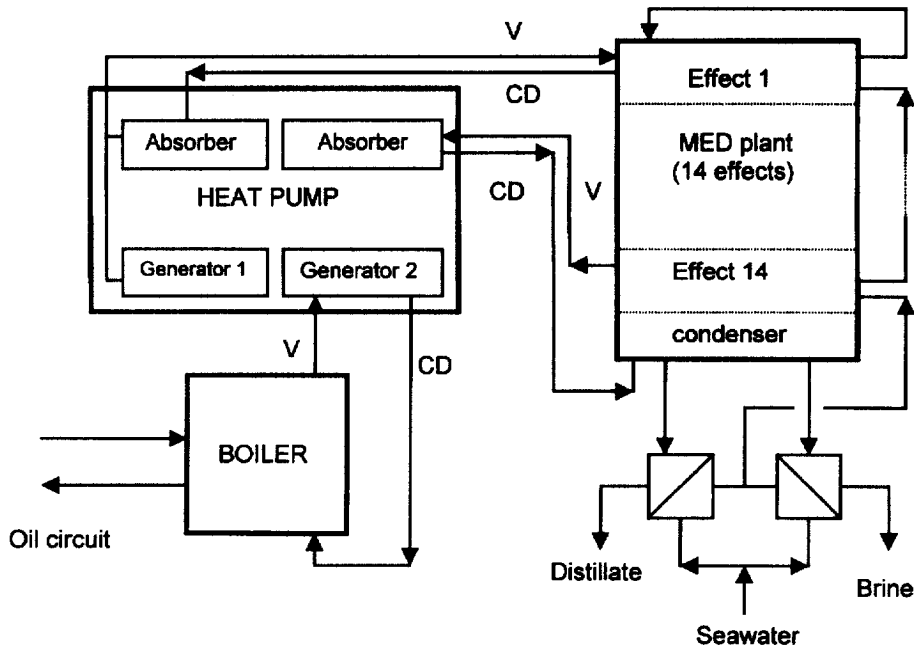 V
CD
Effect 1
Absorber
Absorber
MED plant
(14 effects)
CD
V
HEAT PUMP
Generator 1
Generator 2
Effect 14
condenser
V
CD
BOILER
Oil circuit
Distillate
Brine
Seawater